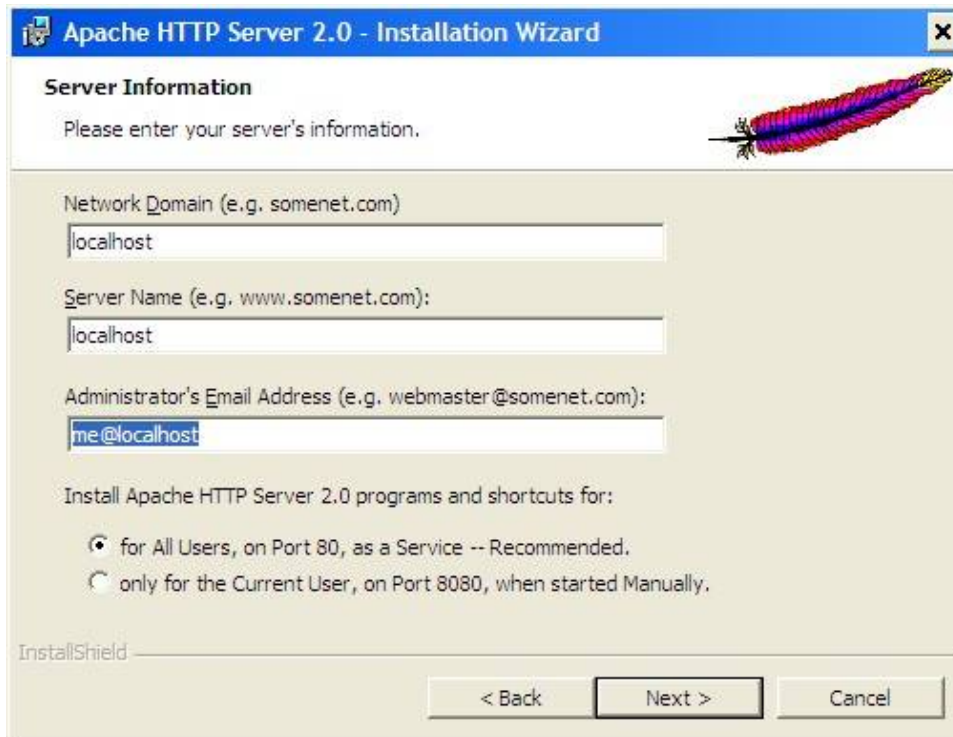 Apache HTTP Server 2.0 - Installation Wizard
Server Information
Please enter your server's information.
Network Domain (e.g. somenet.com)
localhost
Server Name (e.g. www.somenet.com):
localhost
Administrator's Email Address (e.g. webmaster@somenet.com):
me@localhost
Install Apache HTTP Server 2.0 programs and shortcuts for:
for All Users, on Port 80, as a Service -- Recommended.
only for the Current User, on Port 8080, when started Manually.
InstallShield
< Back Next > Cancel